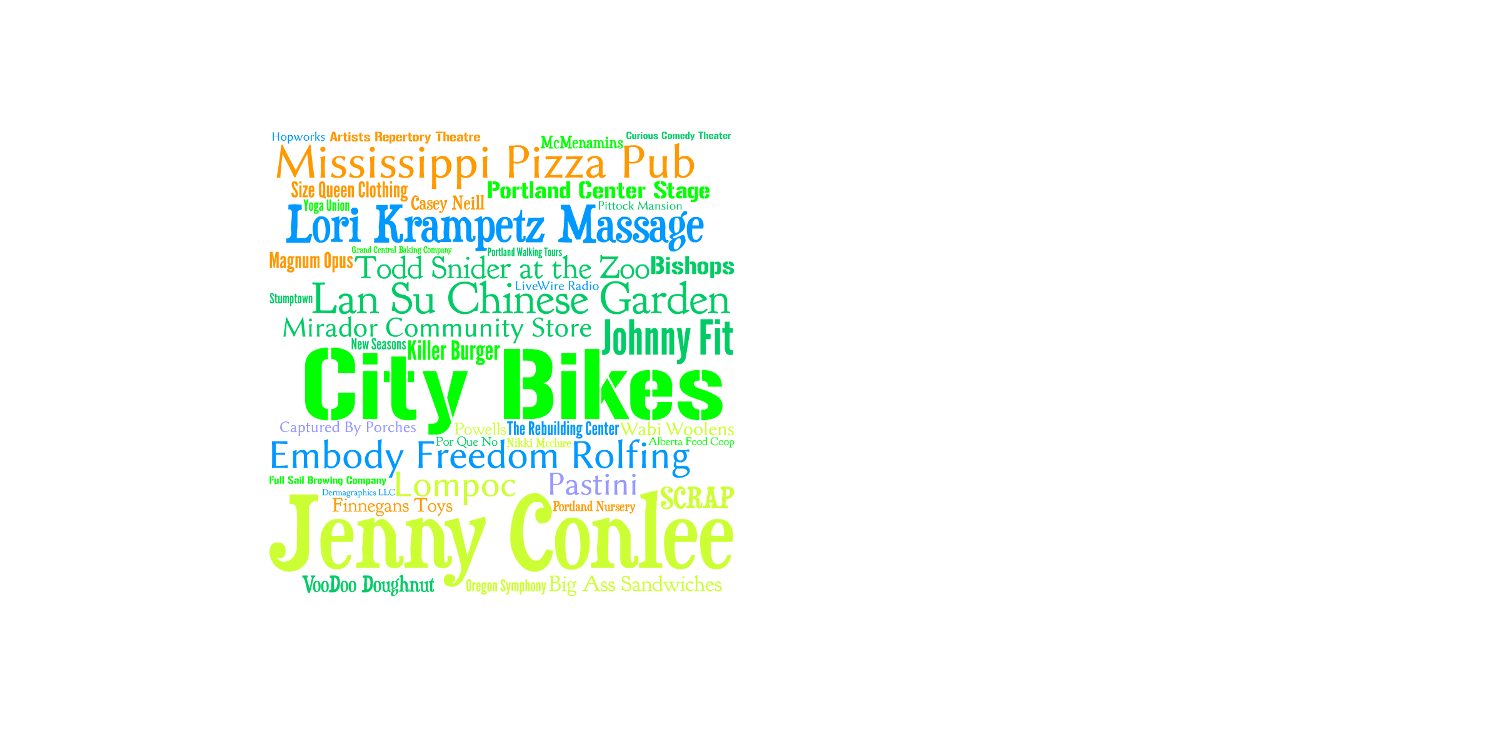 Hopworks Artists Repertory Theatre
McMenamins Curious Comedy Theater
Mississippi Pizza Pub
Size Queen Clothing Portland Center Stage
Yoga Union Casey Neill Pittock Mansion
Lori Krampetz Massage
Grand Central Baking Company Portland Walking Tours
Magnum Opus Todd Snider at the Zoo Bishops
• LiveWire Radio
Stumptown Lan Su Chinese Garden
Mirador Community Store Johnny Fit
New Seasons Killer Burger
City Bikes
Captured By Porches Powells The Rebuilding Center Wabi Woolens
Por Que No Nikki Mcclure Alberta Food Coop
Embody Freedom Rolfing
Full Sail Brewing Company Lompoc Pastini
Dermagraphics LLC SCRAP
Finnegans Toys Portland Nursery
Jenny Conlee
VooDoo Doughnut Oregon Symphony Big Ass Sandwiches